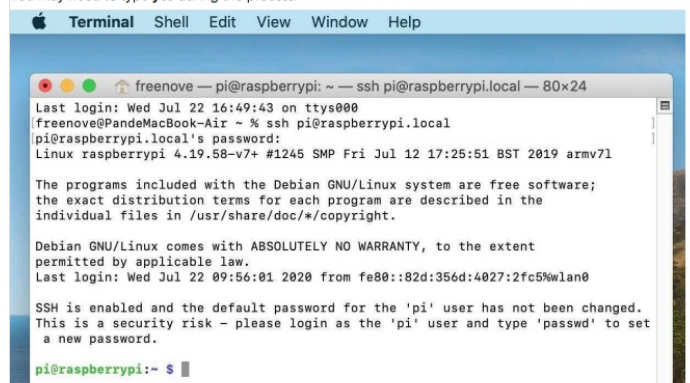 Terminal Shell Edit View Window Help
freenove — pi@raspberrypi: ~ — ssh pi@raspberrypi.local — 80×24
Last login: Wed Jul 22 16:49:43 on ttys000
[freenove@PandeMacBook-Air ~ % ssh pi@raspberrypi.local ]
[pi@raspberrypi.local's password: ]
Linux raspberrypi 4.19.58-v7+ #1245 SMP Fri Jul 12 17:25:51 BST 2019 armv7l
The programs included with the Debian GNU/Linux system are free software;
the exact distribution terms for each program are described in the
individual files in /usr/share/doc/*/copyright.
Debian GNU/Linux comes with ABSOLUTELY NO WARRANTY, to the extent
permitted by applicable law.
Last login: Wed Jul 22 09:56:01 2020 from fe80::82d:356d:4027:2fc5%wlan0
SSH is enabled and the default password for the 'pi' user has not been changed.
This is a security risk – please login as the 'pi' user and type 'passwd' to set
a new password.
pi@raspberrypi:~ $